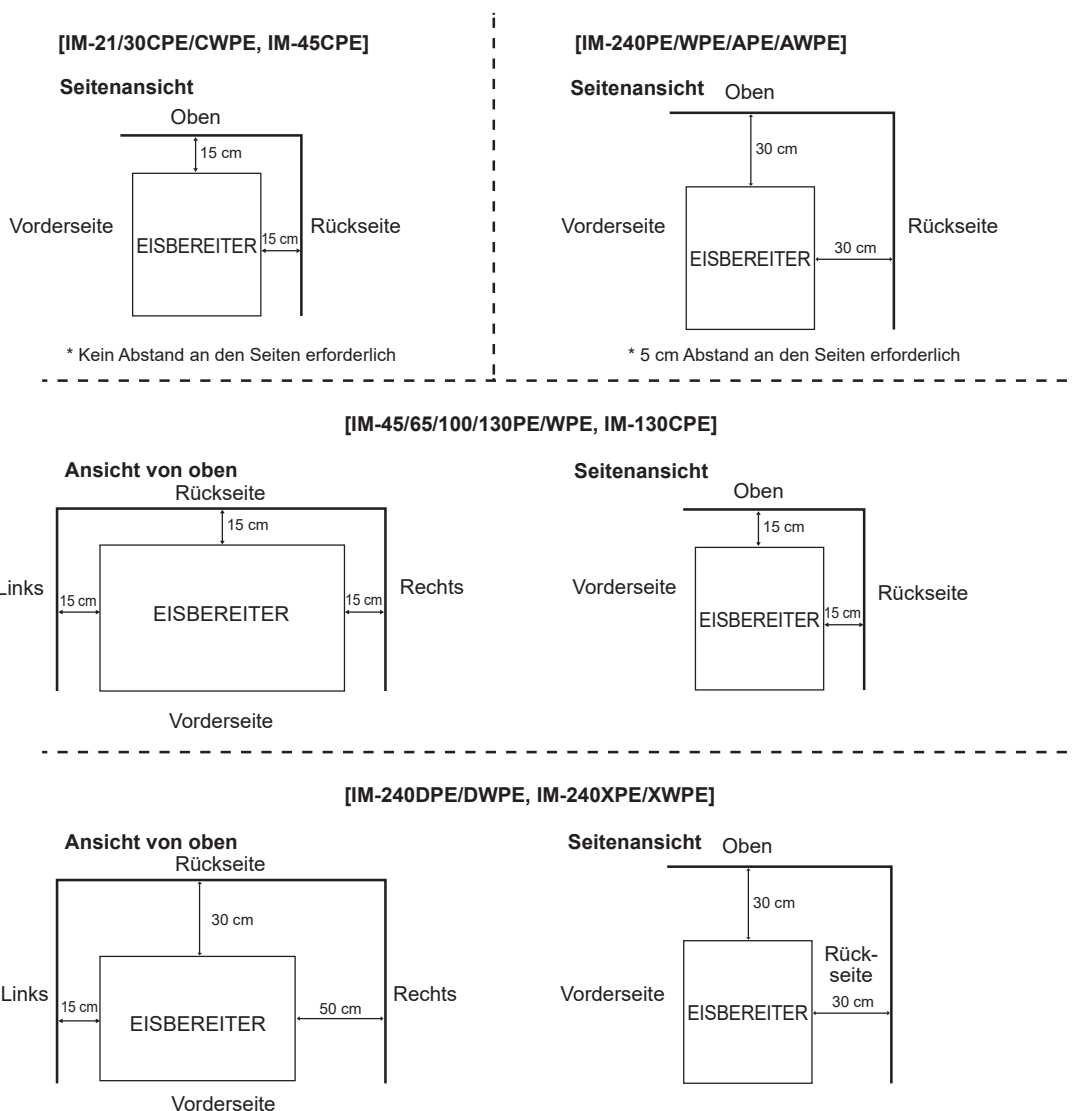 [IM-21/30CPE/CWPE, IM-45CPE]
Seitenansicht
Oben
15 cm
Vorderseite
EISBEREITER
15 cm
Rückseite
* Kein Abstand an den Seiten erforderlich
[IM-240PE/WPE/APE/AWPE]
Seitenansicht
Oben
30 cm
Vorderseite
EISBEREITER
30 cm
Rückseite
* 5 cm Abstand an den Seiten erforderlich
[IM-45/65/100/130PE/WPE, IM-130CPE]
Ansicht von oben
Rückseite
15 cm
Links
15 cm
EISBEREITER
15 cm
Rechts
Vorderseite
Seitenansicht
Oben
15 cm
Vorderseite
EISBEREITER
15 cm
Rückseite
[IM-240DPE/DWPE, IM-240XPE/XWPE]
Ansicht von oben
Rückseite
30 cm
Links
15 cm
EISBEREITER
50 cm
Rechts
Vorderseite
Seitenansicht
Oben
30 cm
Vorderseite
EISBEREITER
Rück-
seite
30 cm